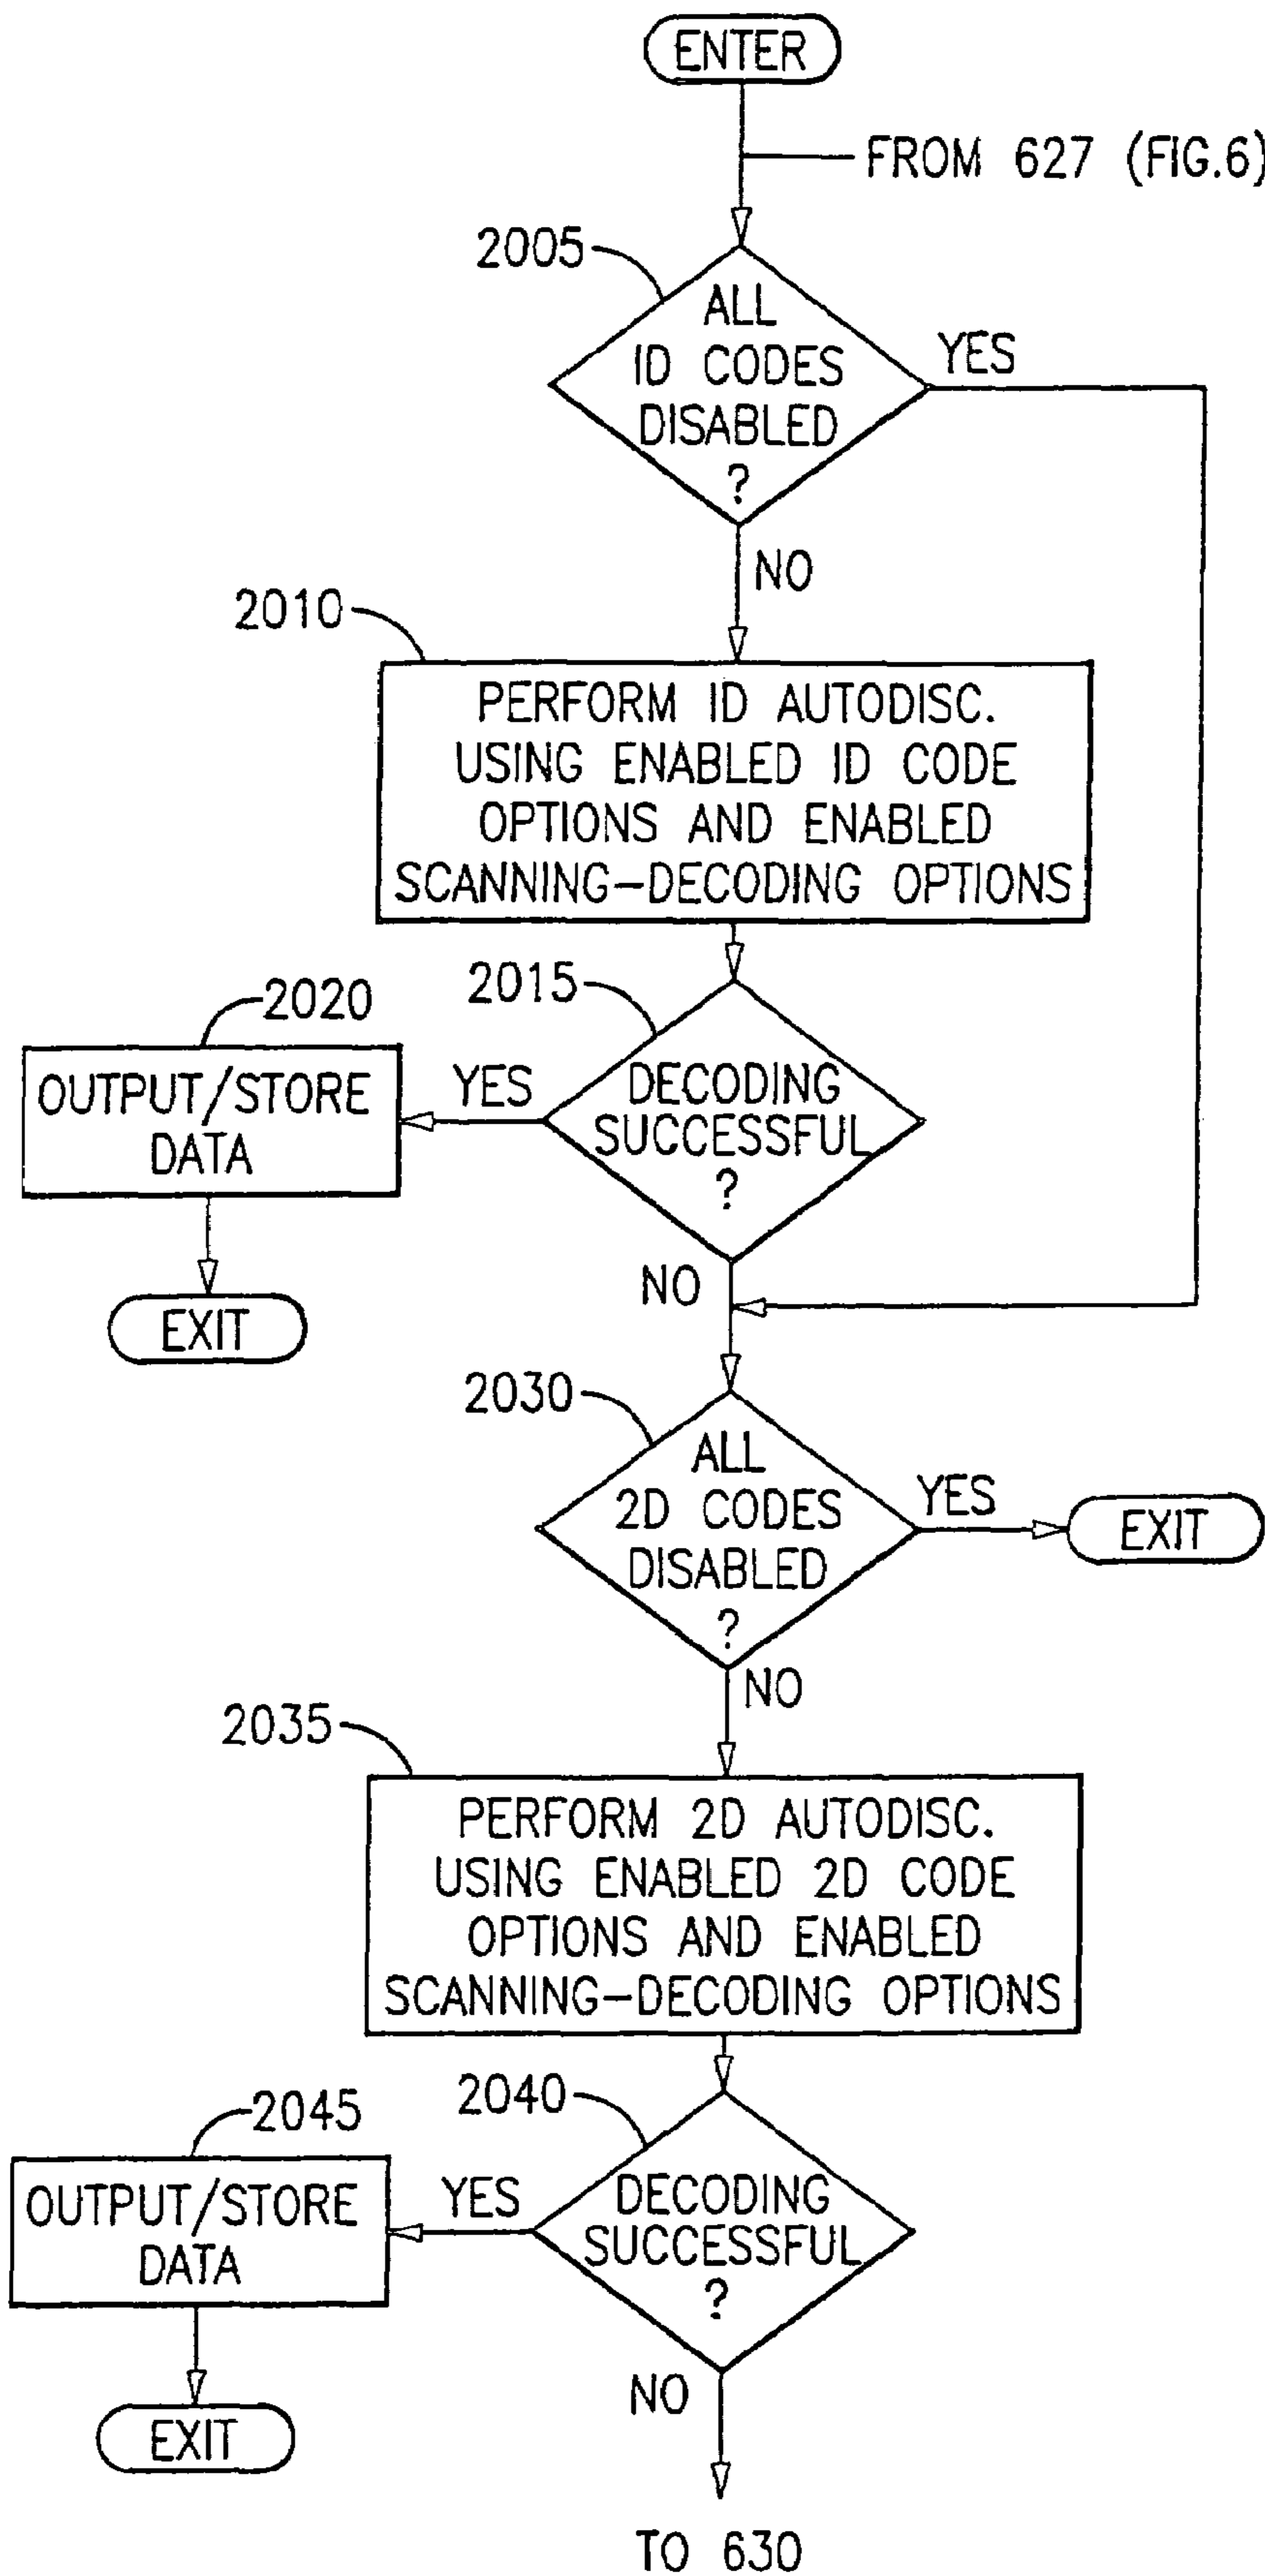 ENTER
FROM 627 (FIG.6)
2005
ALL
ID CODES
DISABLED
?
YES
NO
2010
PERFORM ID AUTODISC.
USING ENABLED ID CODE
OPTIONS AND ENABLED
SCANNING-DECODING OPTIONS
2015
2020
DECODING
SUCCESSFUL
?
YES
OUTPUT/STORE
DATA
EXIT
NO
2030
ALL
2D CODES
DISABLED
?
YES
EXIT
NO
2035
PERFORM 2D AUTODISC.
USING ENABLED 2D CODE
OPTIONS AND ENABLED
SCANNING-DECODING OPTIONS
2040
2045
DECODING
SUCCESSFUL
?
YES
OUTPUT/STORE
DATA
EXIT
NO
TO 630